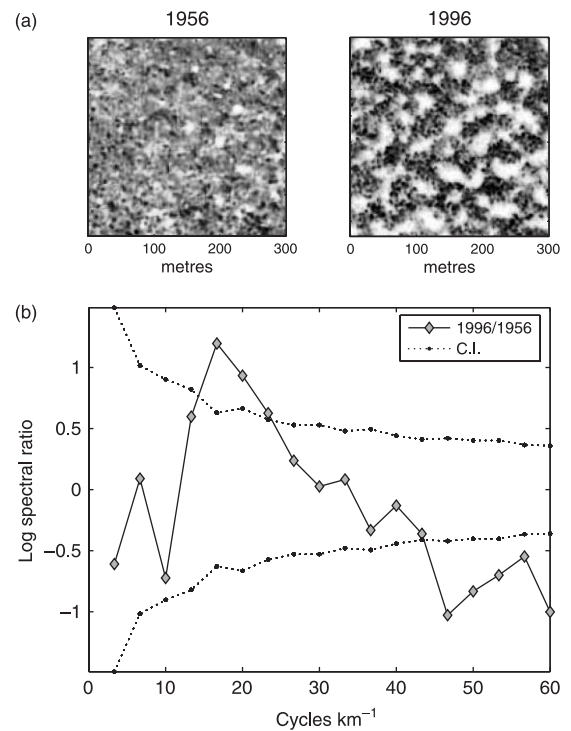 (a)
1956
1996
0 100 200 300
metres
0 100 200 300
metres
(b)
1996/1956
C.I.
Log spectral ratio
1
0.5
0
−0.5
−1
0 10 20 30 40 50 60
Cycles km⁻¹